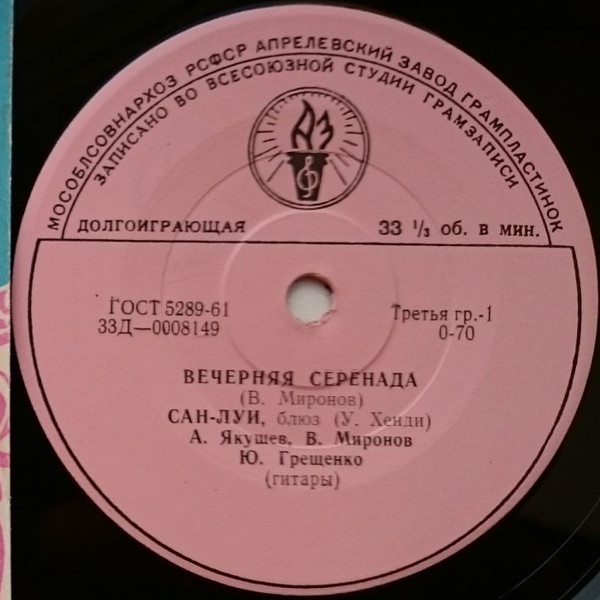 МОСОБЛСОВНАРХОЗ РСФСР АПРЕЛЕВСКИЙ ЗАВОД ГРАМПЛАСТИНОК
ЗАПИСАНО ВО ВСЕСОЮЗНОЙ СТУДИИ ГРАМЗАПИСИ
АЗ
ДОЛГОИГРАЮЩАЯ 33 ⅓ об. в мин.
ГОСТ 5289-61 Третья гр.-1
33Д—0008149 0-70
ВЕЧЕРНЯЯ СЕРЕНАДА
(В. Миронов)
САН-ЛУИ, блюз (У. Хенди)
А. Якушев, В. Миронов
Ю. Грещенко
(гитары)